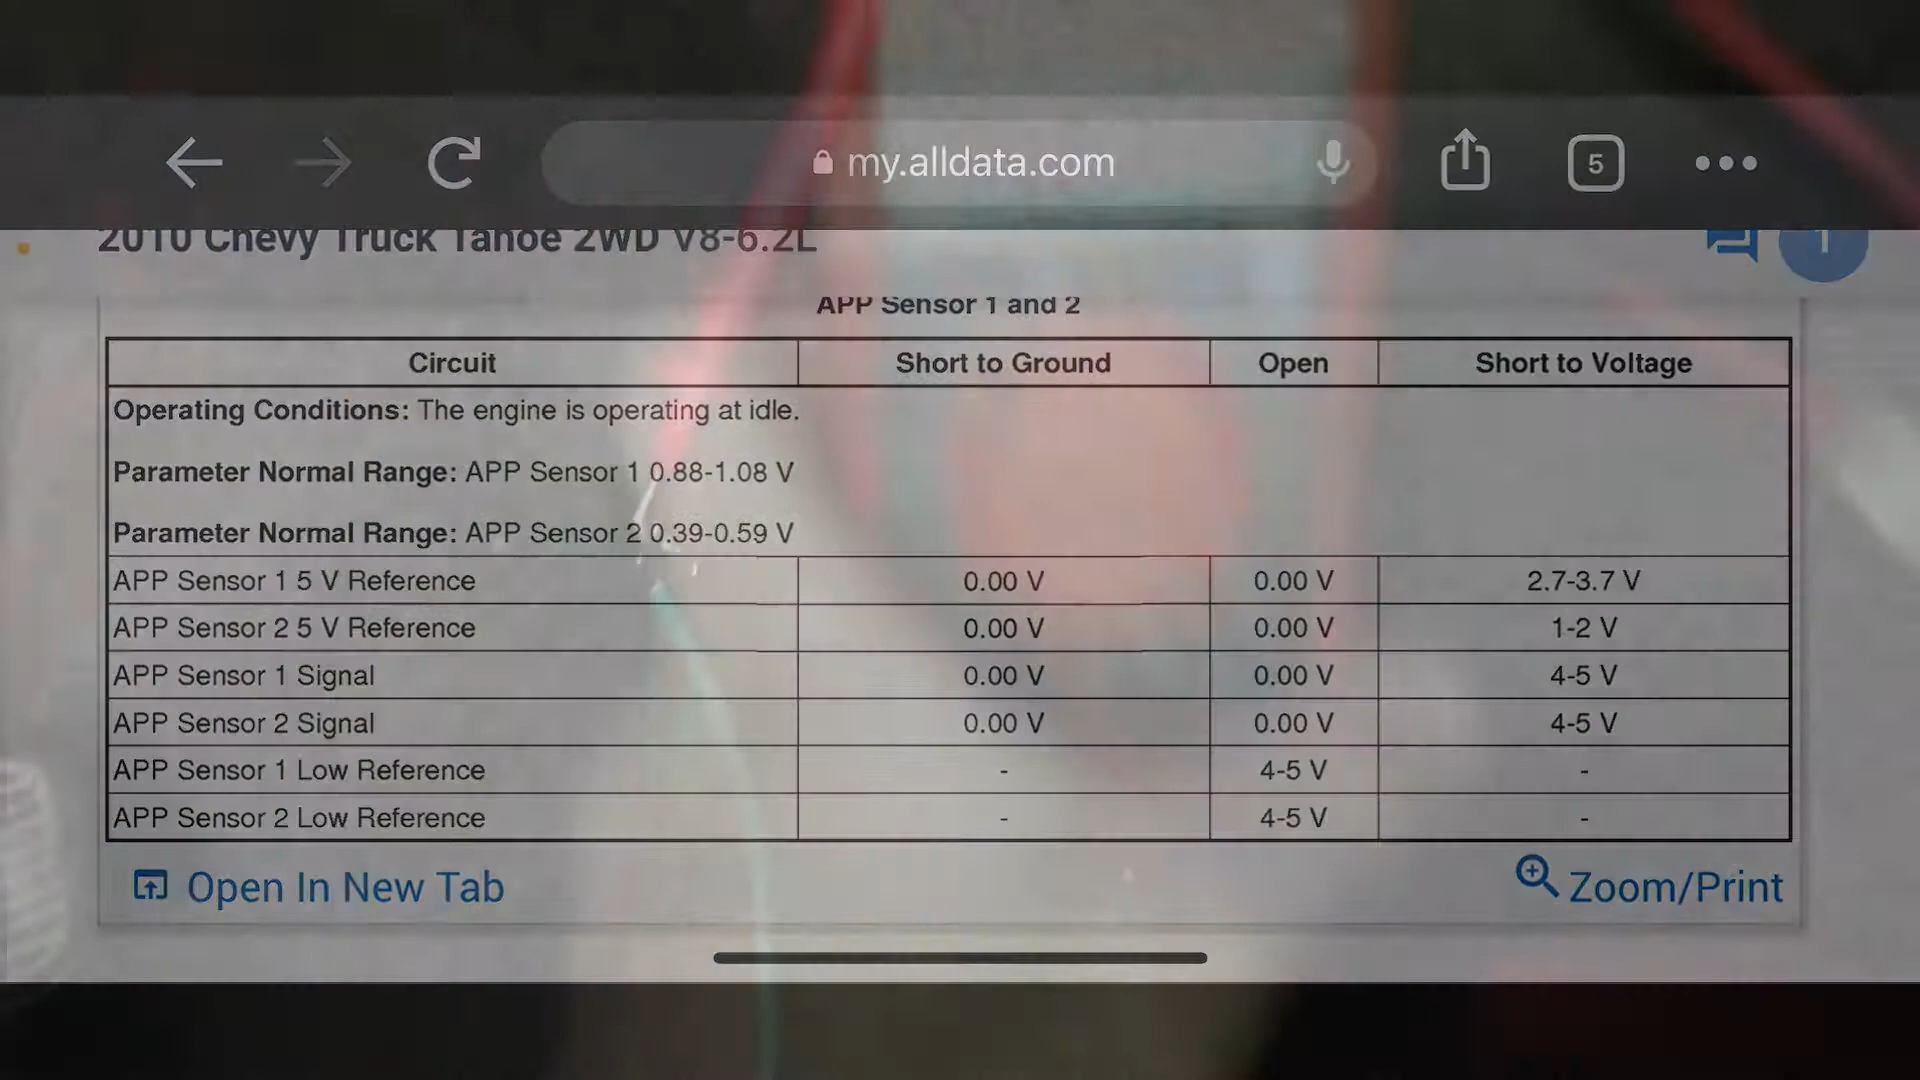 my.alldata.com
5
2010 Chevy Truck Tahoe 2WD V8-6.2L
APP Sensor 1 and 2
Circuit Short to Ground Open Short to Voltage
Operating Conditions: The engine is operating at idle.
Parameter Normal Range: APP Sensor 1 0.88-1.08 V
Parameter Normal Range: APP Sensor 2 0.39-0.59 V
APP Sensor 1 5 V Reference 0.00 V 0.00 V 2.7-3.7 V
APP Sensor 2 5 V Reference 0.00 V 0.00 V 1-2 V
APP Sensor 1 Signal 0.00 V 0.00 V 4-5 V
APP Sensor 2 Signal 0.00 V 0.00 V 4-5 V
APP Sensor 1 Low Reference - 4-5 V -
APP Sensor 2 Low Reference - 4-5 V -
Open In New Tab
Zoom/Print